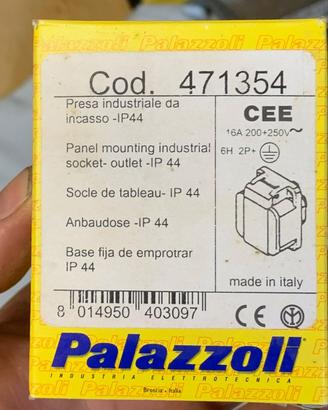 Palazzoli Palazzoli
Cod. 471354
Presa industriale da
incasso -IP44
Panel mounting industrial
socket- outlet -IP 44
Socle de tableau- IP 44
Anbaudose -IP 44
Base fija de emprotrar
IP 44
CEE
16A 200÷250V~
6H 2P+
made in italy
8 014950 403097
CE
Palazzoli
INDUSTRIA ELETTROTECNICA
Brescia - Italia